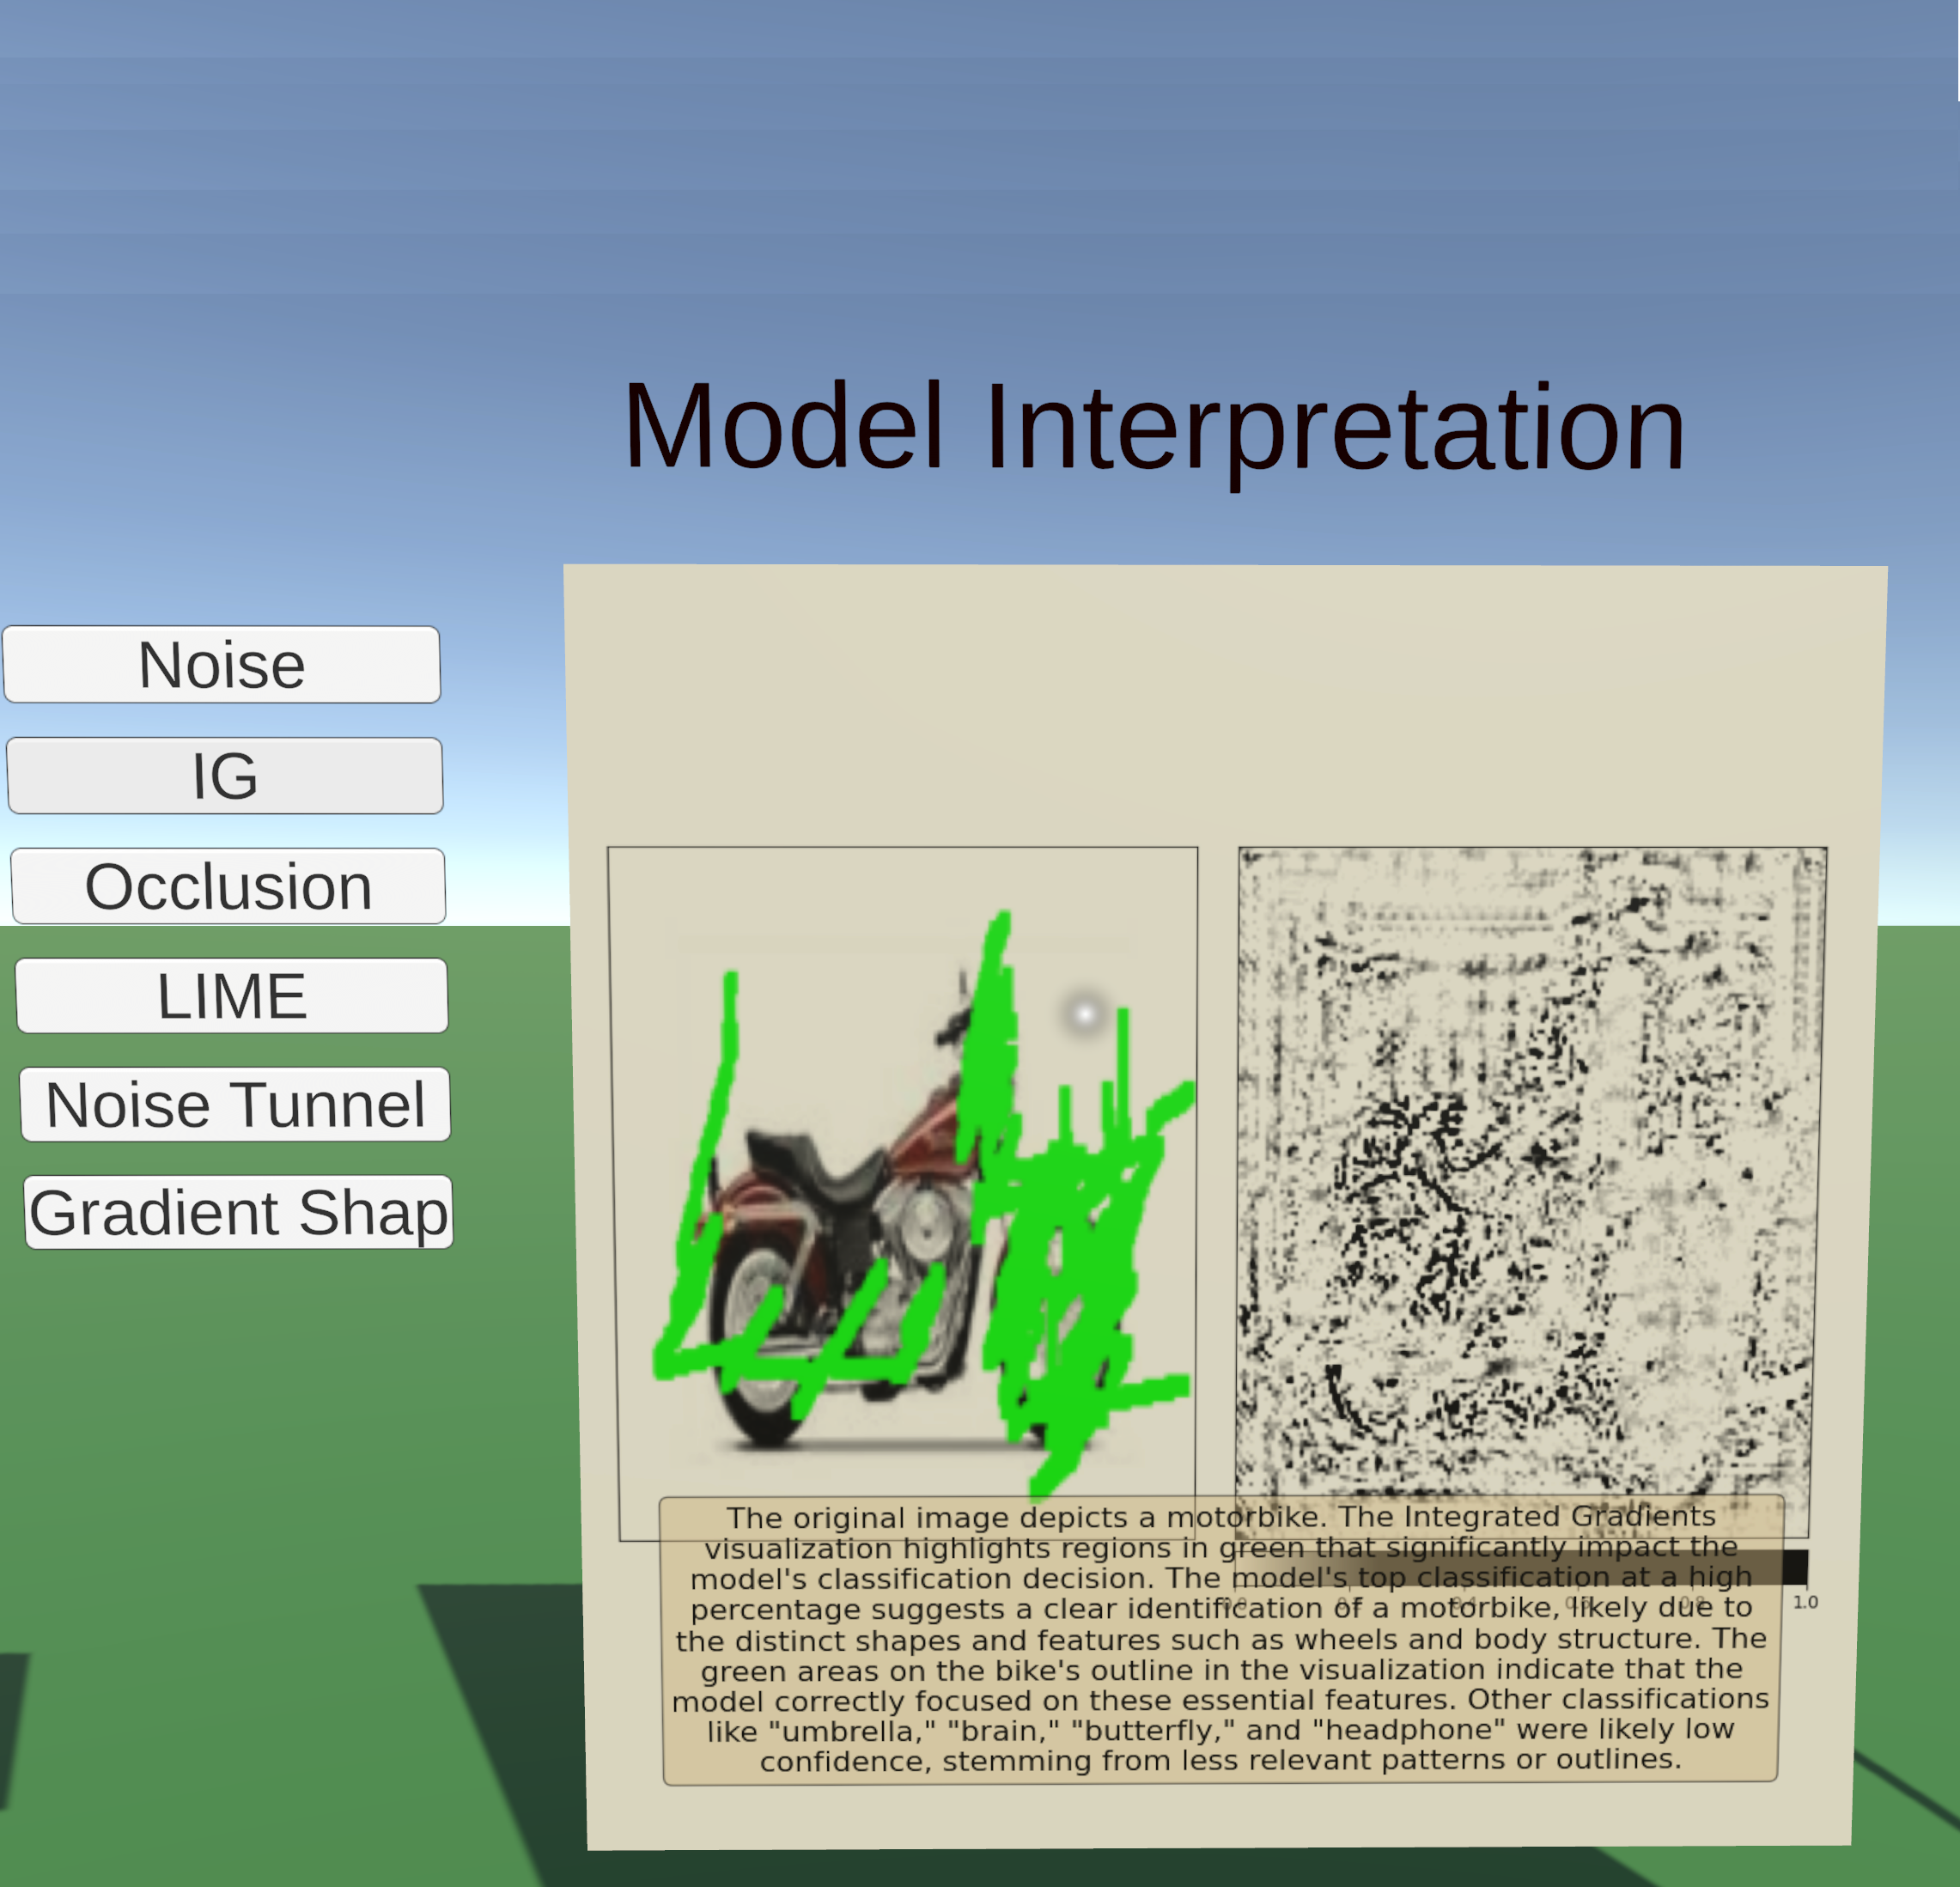 Model Interpretation
Noise
IG
Occlusion
LIME
Noise Tunnel
Gradient Shap
The original image depicts a motorbike. The Integrated Gradients
visualization highlights regions in green that significantly impact the
model's classification decision. The model's top classification at a high
percentage suggests a clear identification of a motorbike, likely due to
the distinct shapes and features such as wheels and body structure. The
green areas on the bike's outline in the visualization indicate that the
model correctly focused on these essential features. Other classifications
like "umbrella," "brain," "butterfly," and "headphone" were likely low
confidence, stemming from less relevant patterns or outlines.
1.0